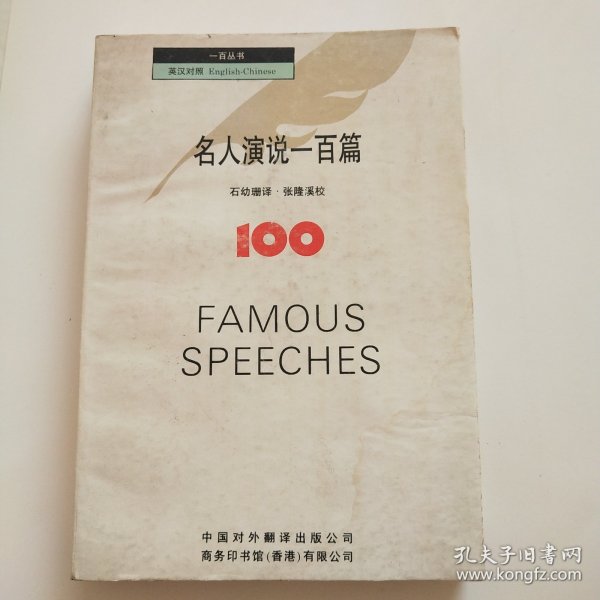 一百丛书
英汉对照 English-Chinese
名人演说一百篇
石幼珊译·张隆溪校
100
FAMOUS
SPEECHES
中国对外翻译出版公司
商务印书馆(香港)有限公司
孔夫子旧书网
www.kongfz.com